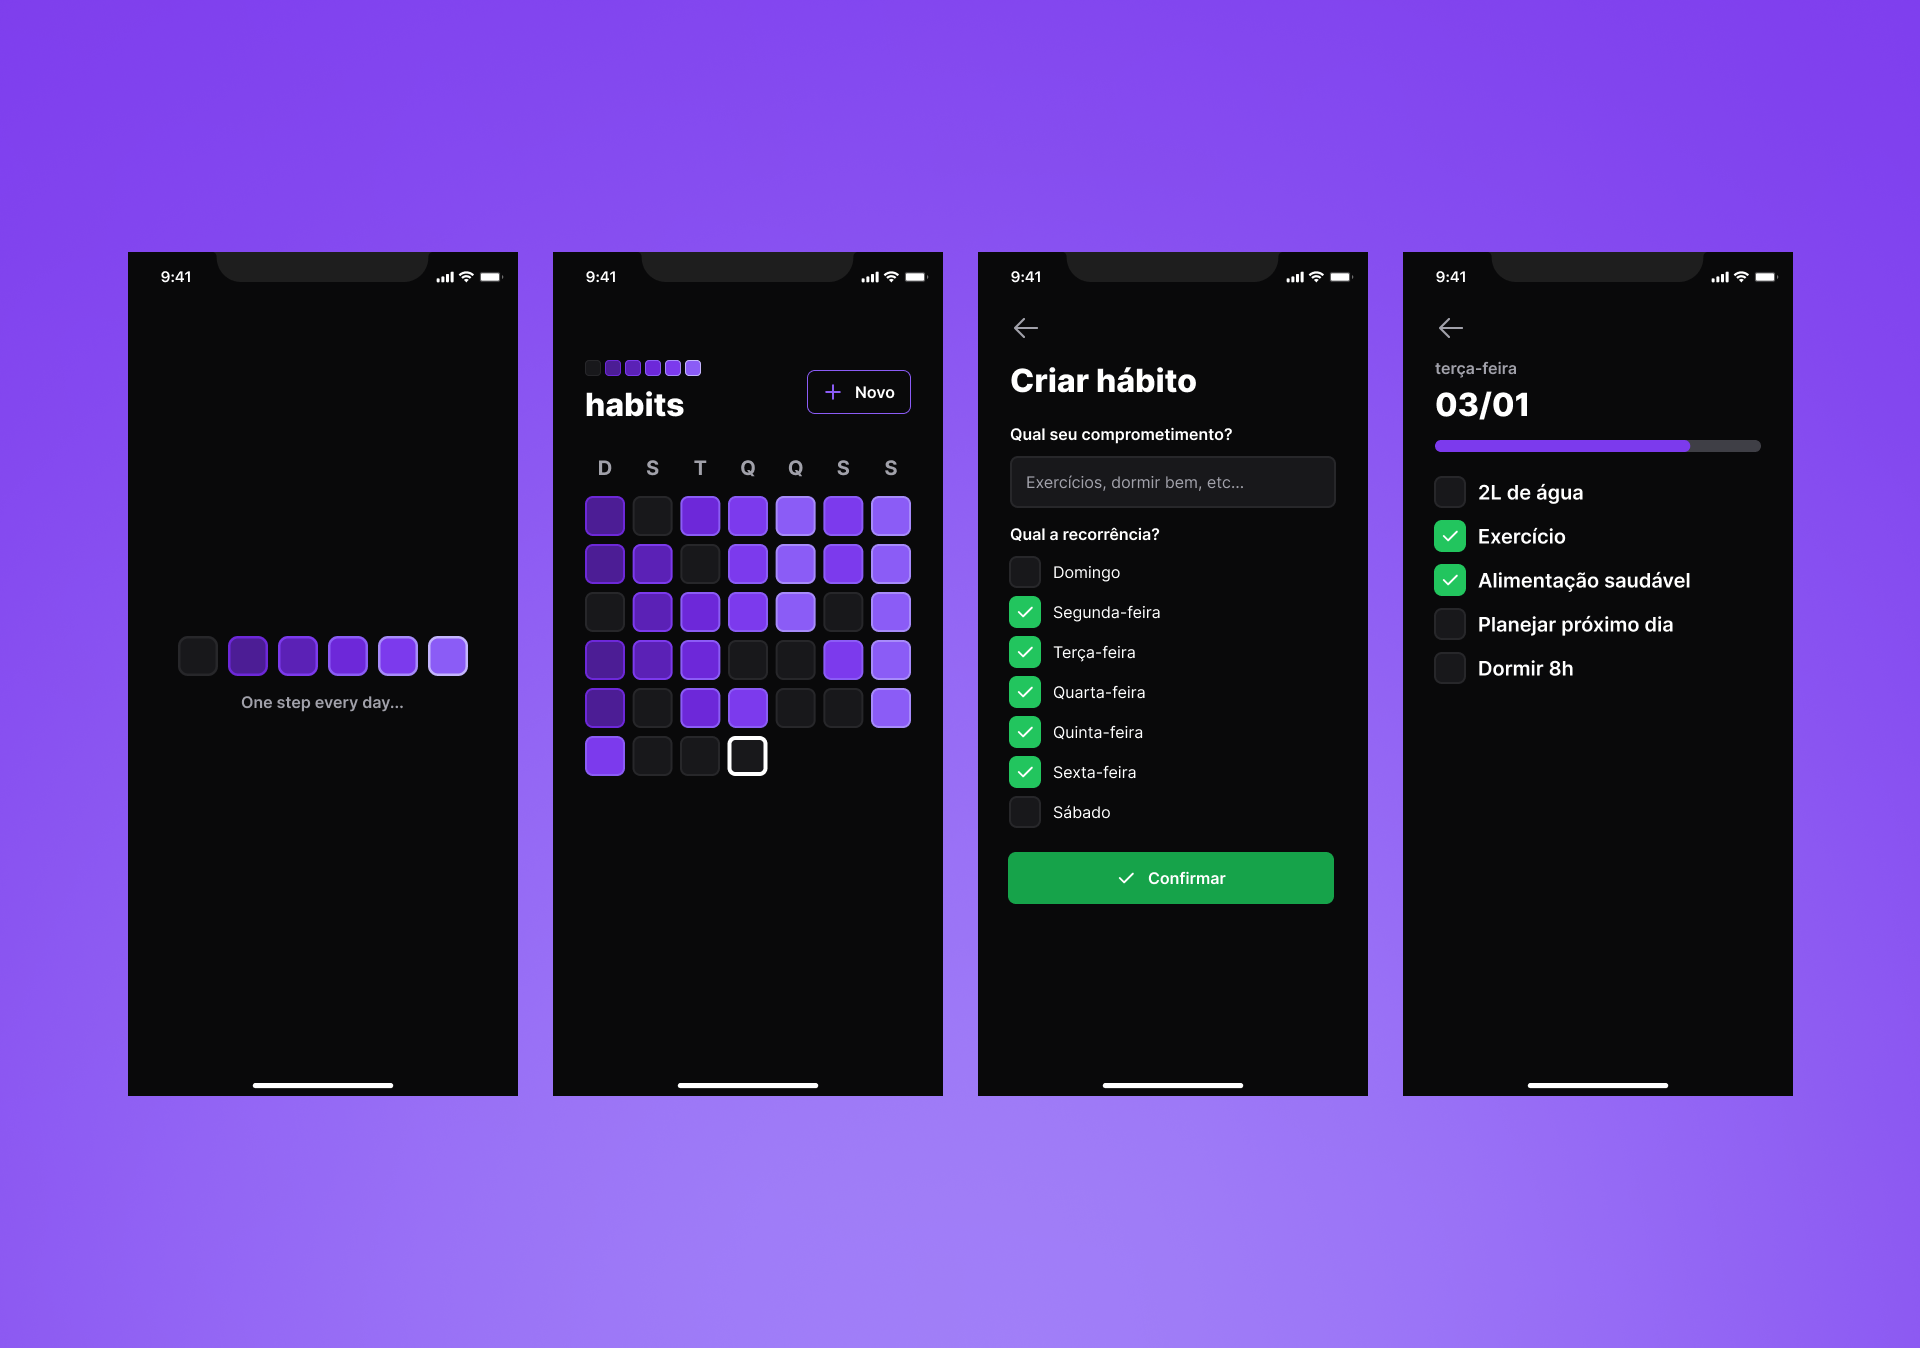 9:41
One step every day...
9:41
habits
Novo
D S T Q Q S S
9:41
Criar hábito
Qual seu comprometimento?
Exercícios, dormir bem, etc...
Qual a recorrência?
Domingo
Segunda-feira
Terça-feira
Quarta-feira
Quinta-feira
Sexta-feira
Sábado
Confirmar
9:41
terça-feira
03/01
2L de água
Exercício
Alimentação saudável
Planejar próximo dia
Dormir 8h